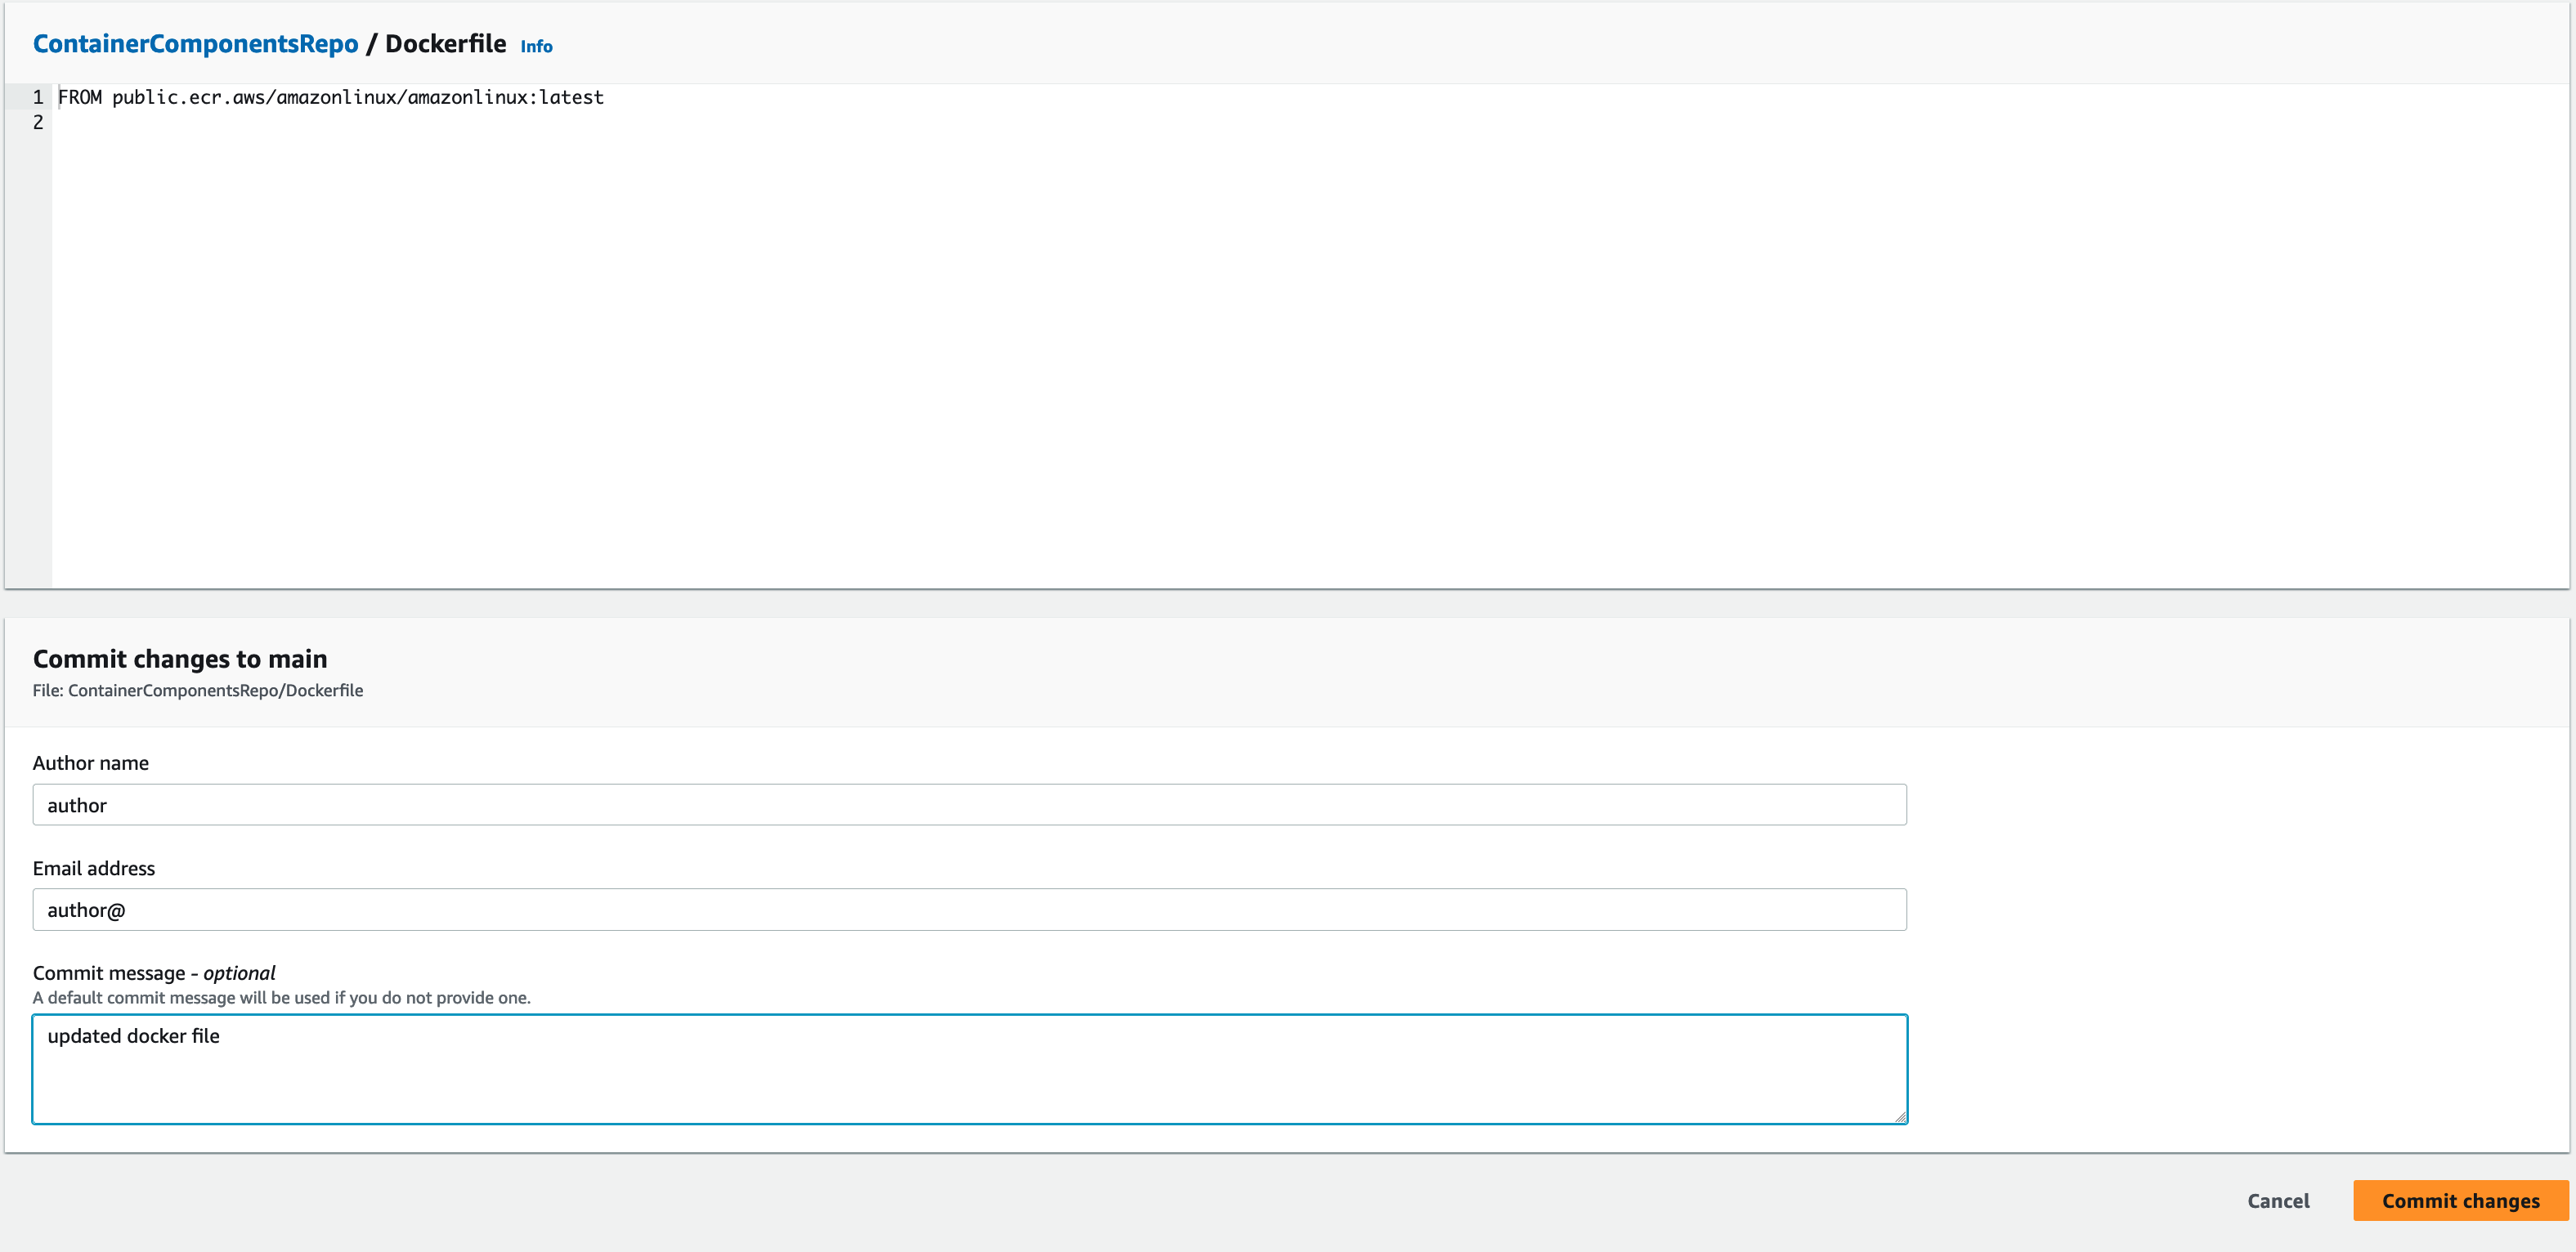 ContainerComponentsRepo / Dockerfile Info
1 FROM public.ecr.aws/amazonlinux/amazonlinux:latest
2
Commit changes to main
File: ContainerComponentsRepo/Dockerfile
Author name
author
Email address
author@
Commit message - optional
A default commit message will be used if you do not provide one.
updated docker file
Cancel Commit changes